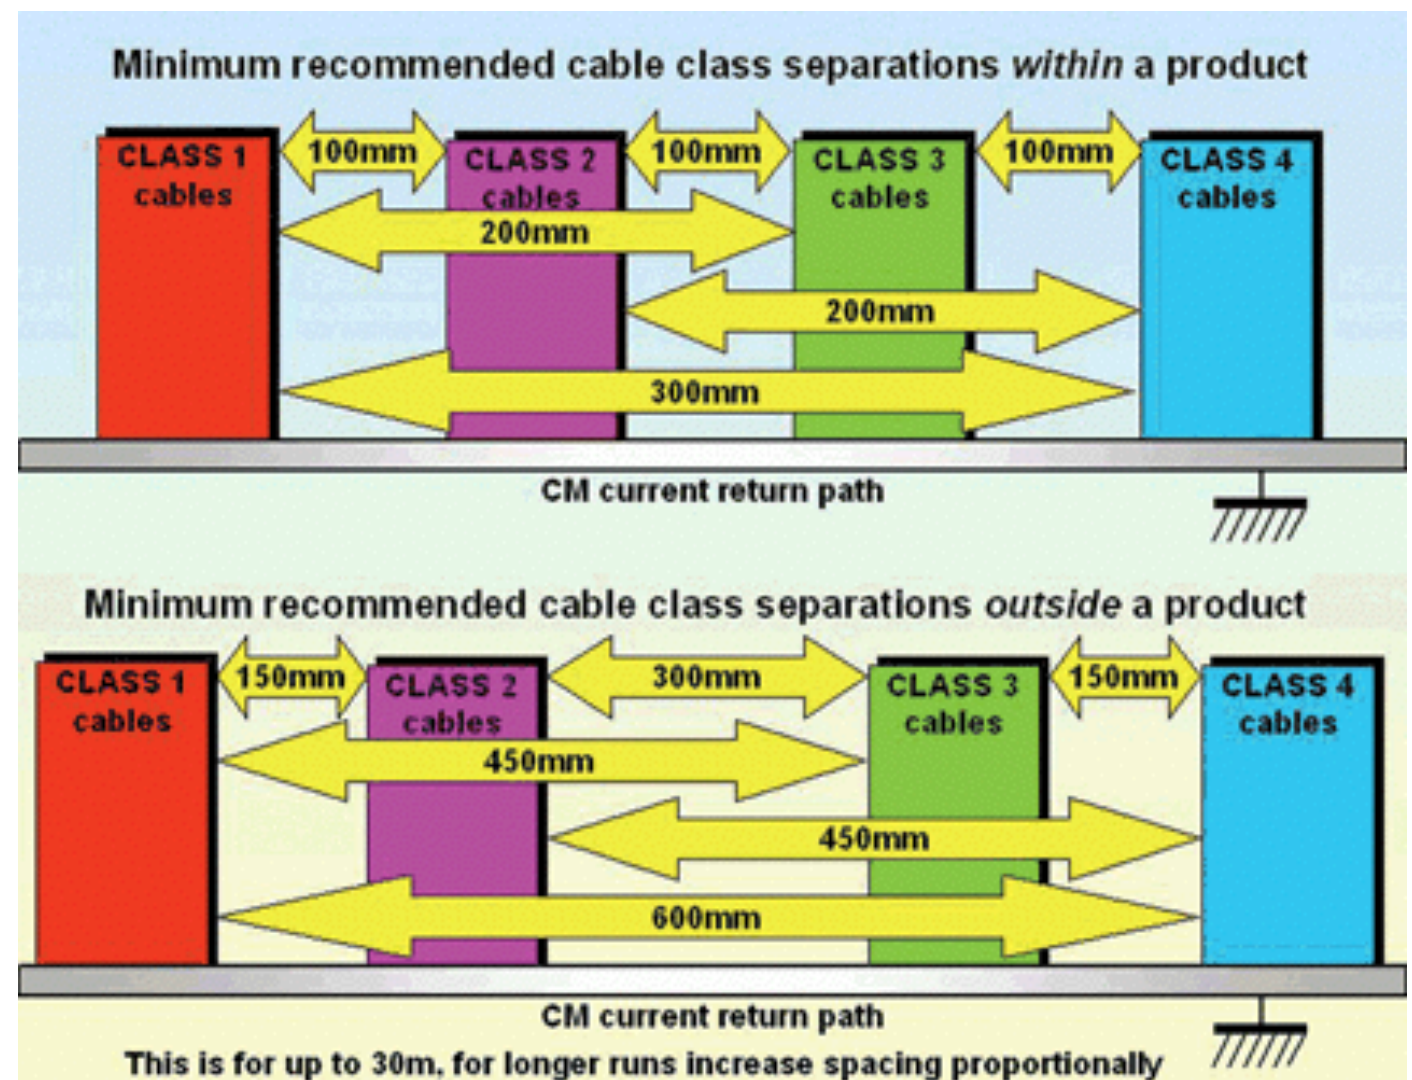 Minimum recommended cable class separations within a product
CLASS 1
cables
100mm
CLASS 2
cables
100mm
CLASS 3
cables
100mm
CLASS 4
cables
200mm
200mm
300mm
CM current return path
Minimum recommended cable class separations outside a product
CLASS 1
cables
150mm
CLASS 2
cables
300mm
CLASS 3
cables
150mm
CLASS 4
cables
450mm
450mm
600mm
CM current return path
This is for up to 30m, for longer runs increase spacing proportionally